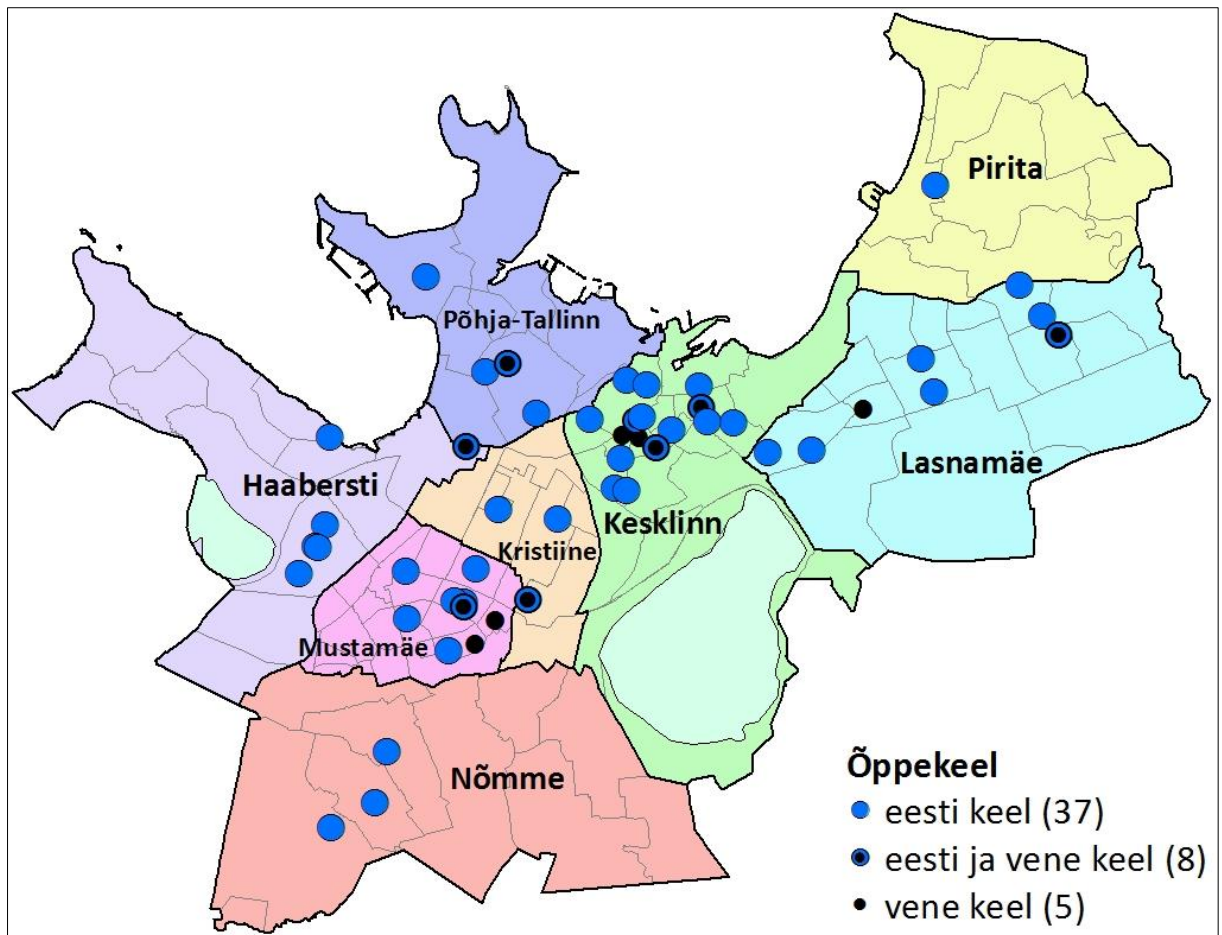 Pirita
Põhja-Tallinn
Lasnamäe
Haabersti
Kesklinn
Kristiine
Mustamäe
Nõmme
Õppekeel
eesti keel (37)
eesti ja vene keel (8)
vene keel (5)